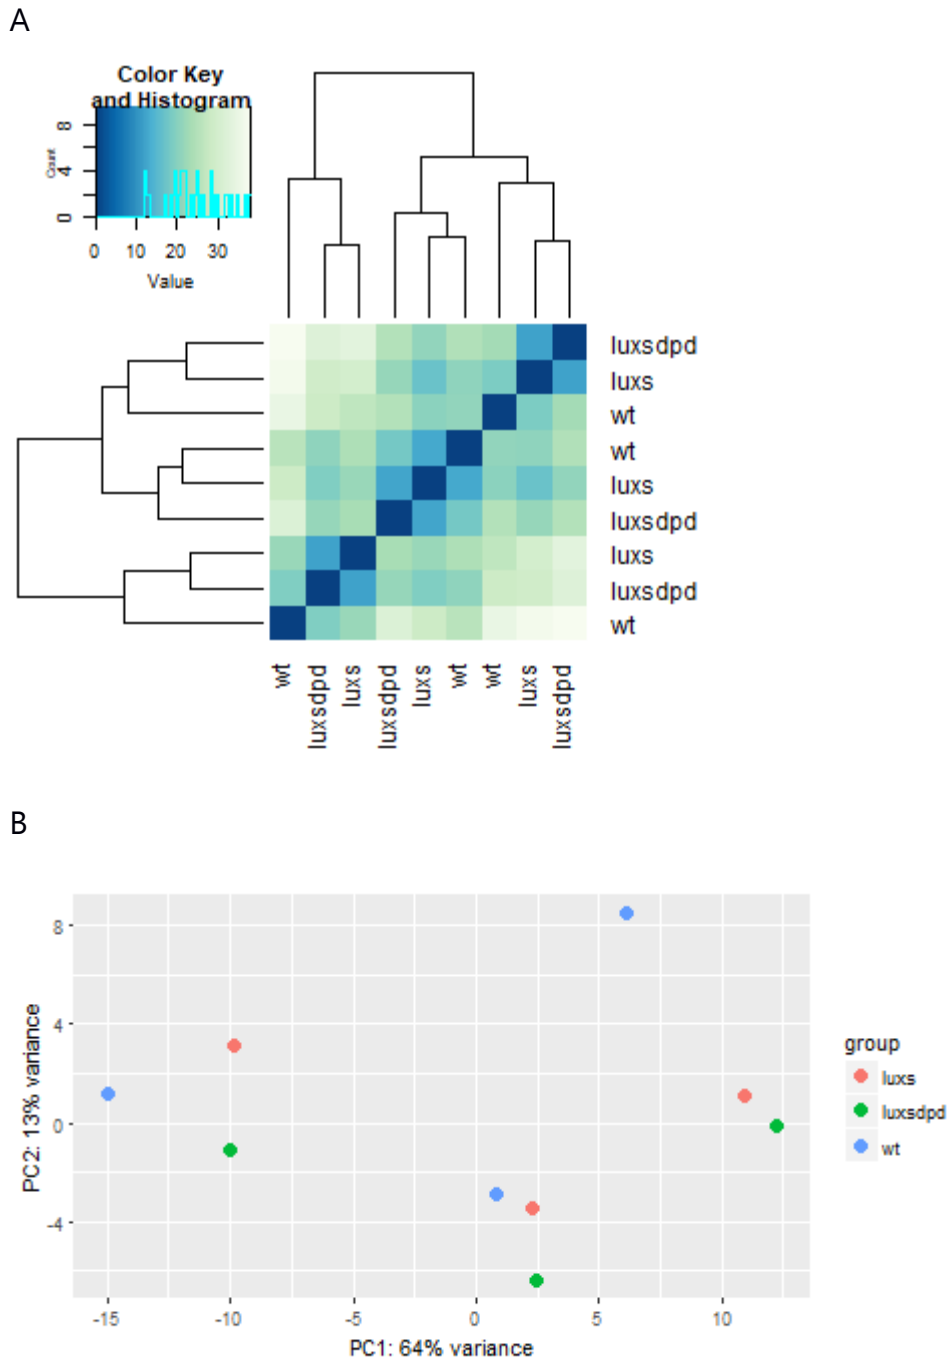 A
Color Key
and Histogram
Count
0 4 8
0 10 20 30
Value
luxsdpd
luxs
wt
wt
luxs
luxsdpd
luxs
luxsdpd
wt
wt luxsdpd luxs luxsdpd luxs wt wt luxs luxsdpd
B
PC2: 13% variance
8
4
0
-4
-15 -10 -5 0 5 10
PC1: 64% variance
group
luxs
luxsdpd
wt